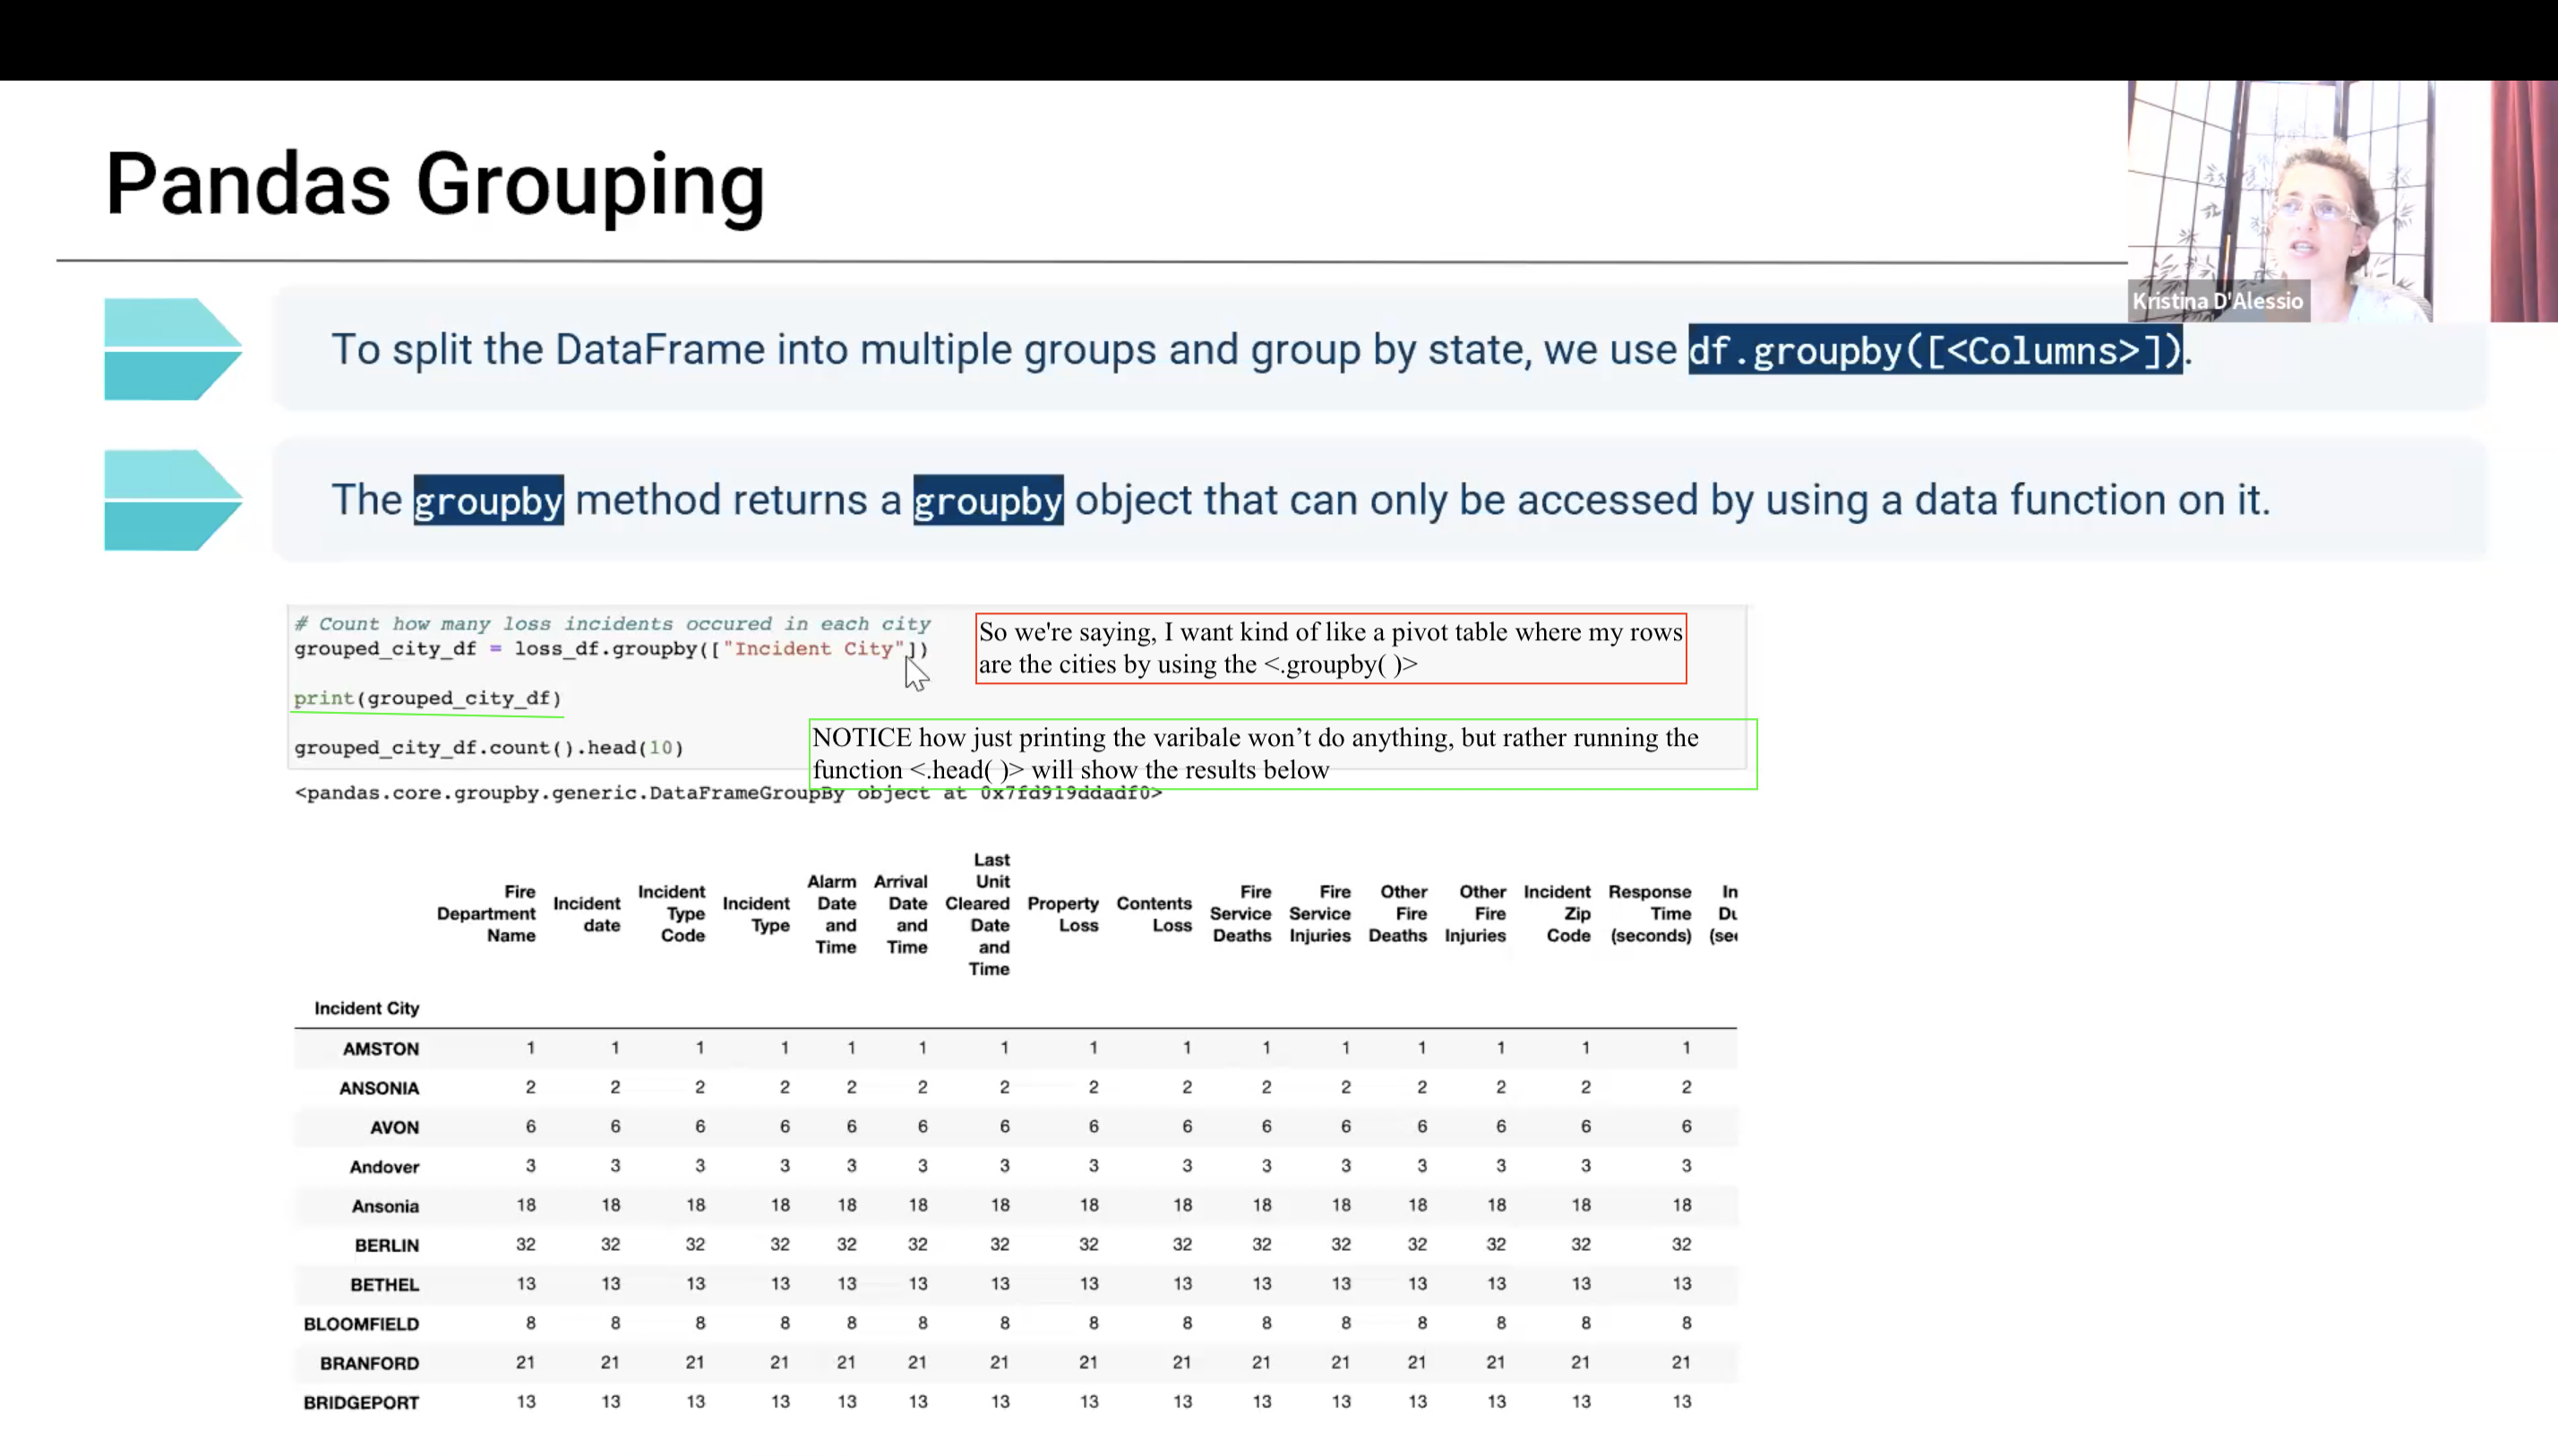 Pandas Grouping
Kristina D'Alessio
To split the DataFrame into multiple groups and group by state, we use df.groupby([<Columns>]).
The groupby method returns a groupby object that can only be accessed by using a data function on it.
# Count how many loss incidents occured in each city
grouped_city_df = loss_df.groupby(["Incident City"])
So we're saying, I want kind of like a pivot table where my rows
are the cities by using the <.groupby( )>
print(grouped_city_df)
NOTICE how just printing the varibale won’t do anything, but rather running the
function <.head( )> will show the results below
grouped_city_df.count().head(10)
<pandas.core.groupby.generic.DataFrameGroupBy object at 0x7fd919ddadf0>
Fire Department Name Incident date Incident Type Code Incident Type Alarm Date and Time Arrival Date and Time Last Unit Cleared Date and Time Property Loss Contents Loss Fire Service Deaths Fire Service Injuries Other Fire Deaths Other Fire Injuries Incident Zip Code Response Time (seconds) In Du (sec
Incident City
AMSTON 1 1 1 1 1 1 1 1 1 1 1 1 1 1 1
ANSONIA 2 2 2 2 2 2 2 2 2 2 2 2 2 2 2
AVON 6 6 6 6 6 6 6 6 6 6 6 6 6 6 6
Andover 3 3 3 3 3 3 3 3 3 3 3 3 3 3 3
Ansonia 18 18 18 18 18 18 18 18 18 18 18 18 18 18 18
BERLIN 32 32 32 32 32 32 32 32 32 32 32 32 32 32 32
BETHEL 13 13 13 13 13 13 13 13 13 13 13 13 13 13 13
BLOOMFIELD 8 8 8 8 8 8 8 8 8 8 8 8 8 8 8
BRANFORD 21 21 21 21 21 21 21 21 21 21 21 21 21 21 21
BRIDGEPORT 13 13 13 13 13 13 13 13 13 13 13 13 13 13 13